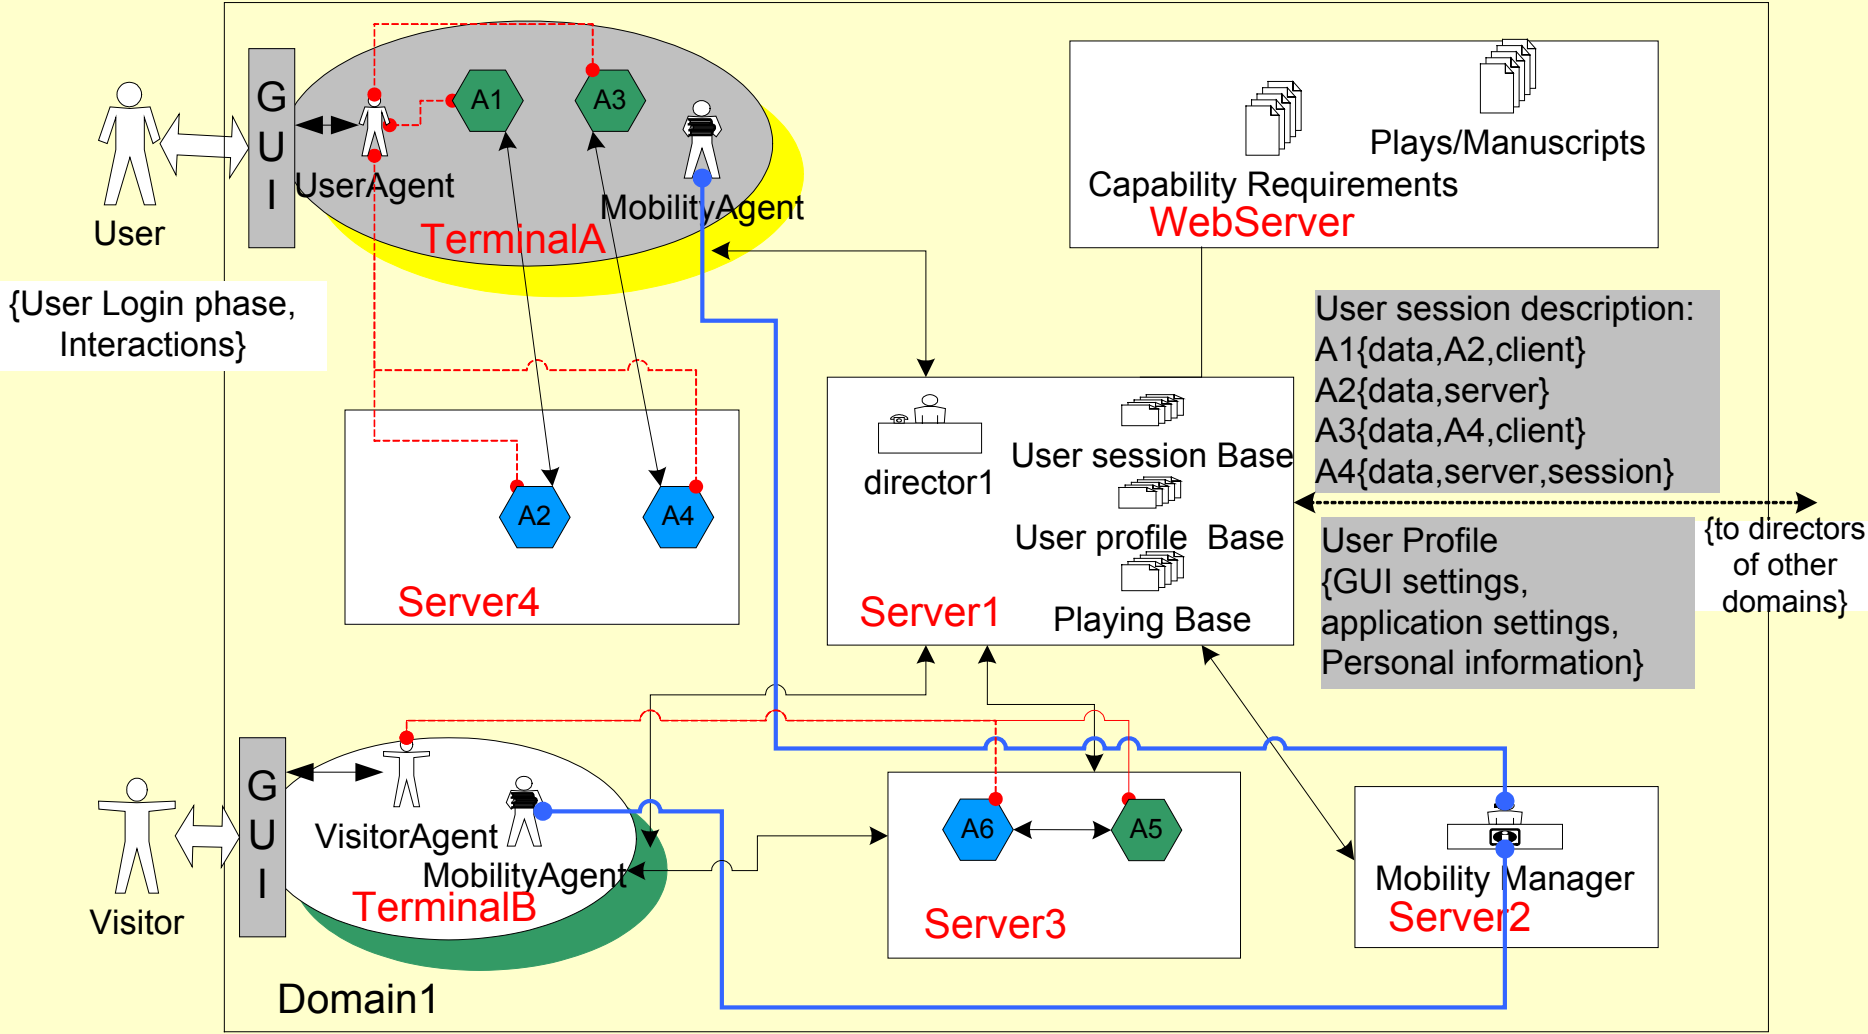 G
U
I
A1
A3
UserAgent
MobilityAgent
TerminalA
User
{User Login phase,
Interactions}
Plays/Manuscripts
Capability Requirements
WebServer
User session description:
A1{data,A2,client}
A2{data,server}
A3{data,A4,client}
A4{data,server,session}
director1
User session Base
User profile Base
Playing Base
Server1
A2
A4
Server4
{to directors
of other
domains}
User Profile
{GUI settings,
application settings,
Personal information}
G
U
I
VisitorAgent
MobilityAgent
TerminalB
Visitor
A6
A5
Server3
Mobility Manager
Server2
Domain1